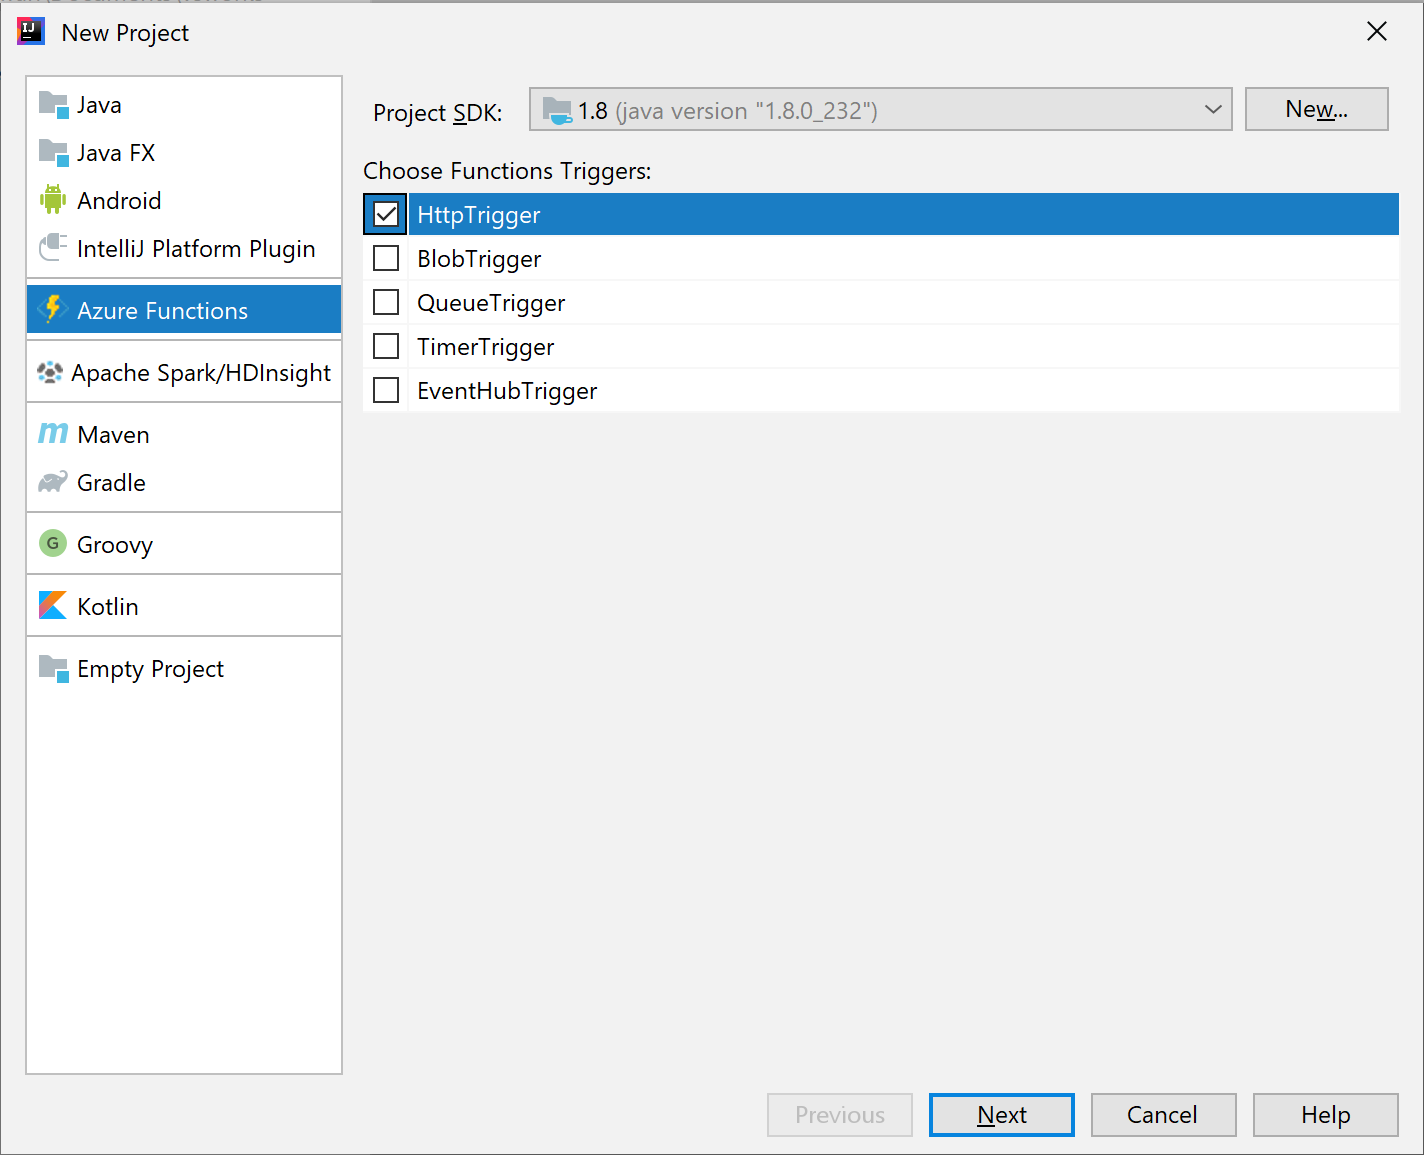 New Project
Java
Java FX
Android
IntelliJ Platform Plugin
Azure Functions
Apache Spark/HDInsight
Maven
Gradle
G Groovy
Kotlin
Empty Project
Project SDK: 1.8 (java version "1.8.0_232") New...
Choose Functions Triggers:
HttpTrigger
BlobTrigger
QueueTrigger
TimerTrigger
EventHubTrigger
Previous Next Cancel Help